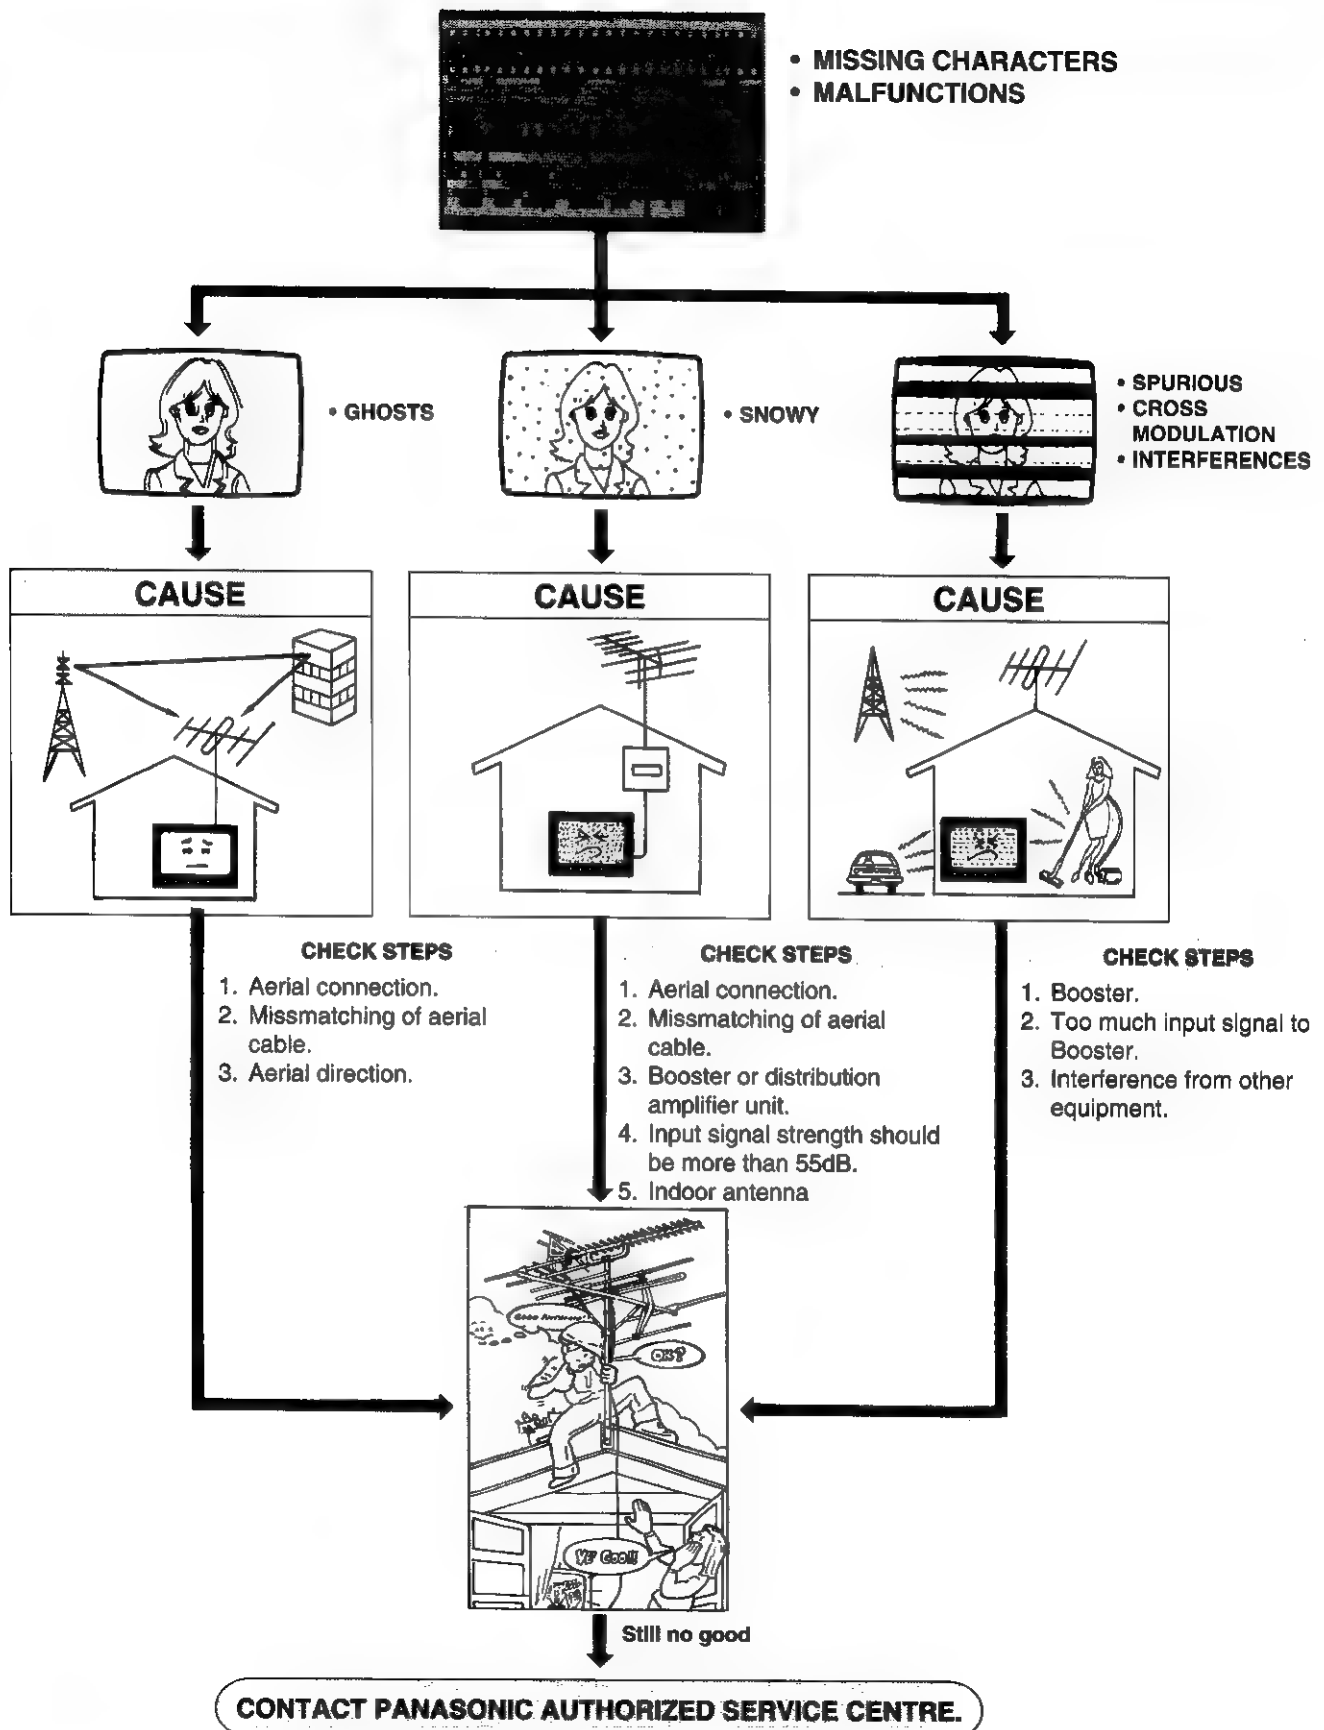 • MISSING CHARACTERS
• MALFUNCTIONS
• GHOSTS
• SNOWY
• SPURIOUS
• CROSS
MODULATION
• INTERFERENCES
CAUSE
CAUSE
CAUSE
CHECK STEPS
1. Aerial connection.
2. Missmatching of aerial
cable.
3. Aerial direction.
CHECK STEPS
1. Aerial connection.
2. Missmatching of aerial
cable.
3. Booster or distribution
amplifier unit.
4. Input signal strength should
be more than 55dB.
5. Indoor antenna
CHECK STEPS
1. Booster.
2. Too much input signal to
Booster.
3. Interference from other
equipment.
OK?
Still no good
CONTACT PANASONIC AUTHORIZED SERVICE CENTRE.